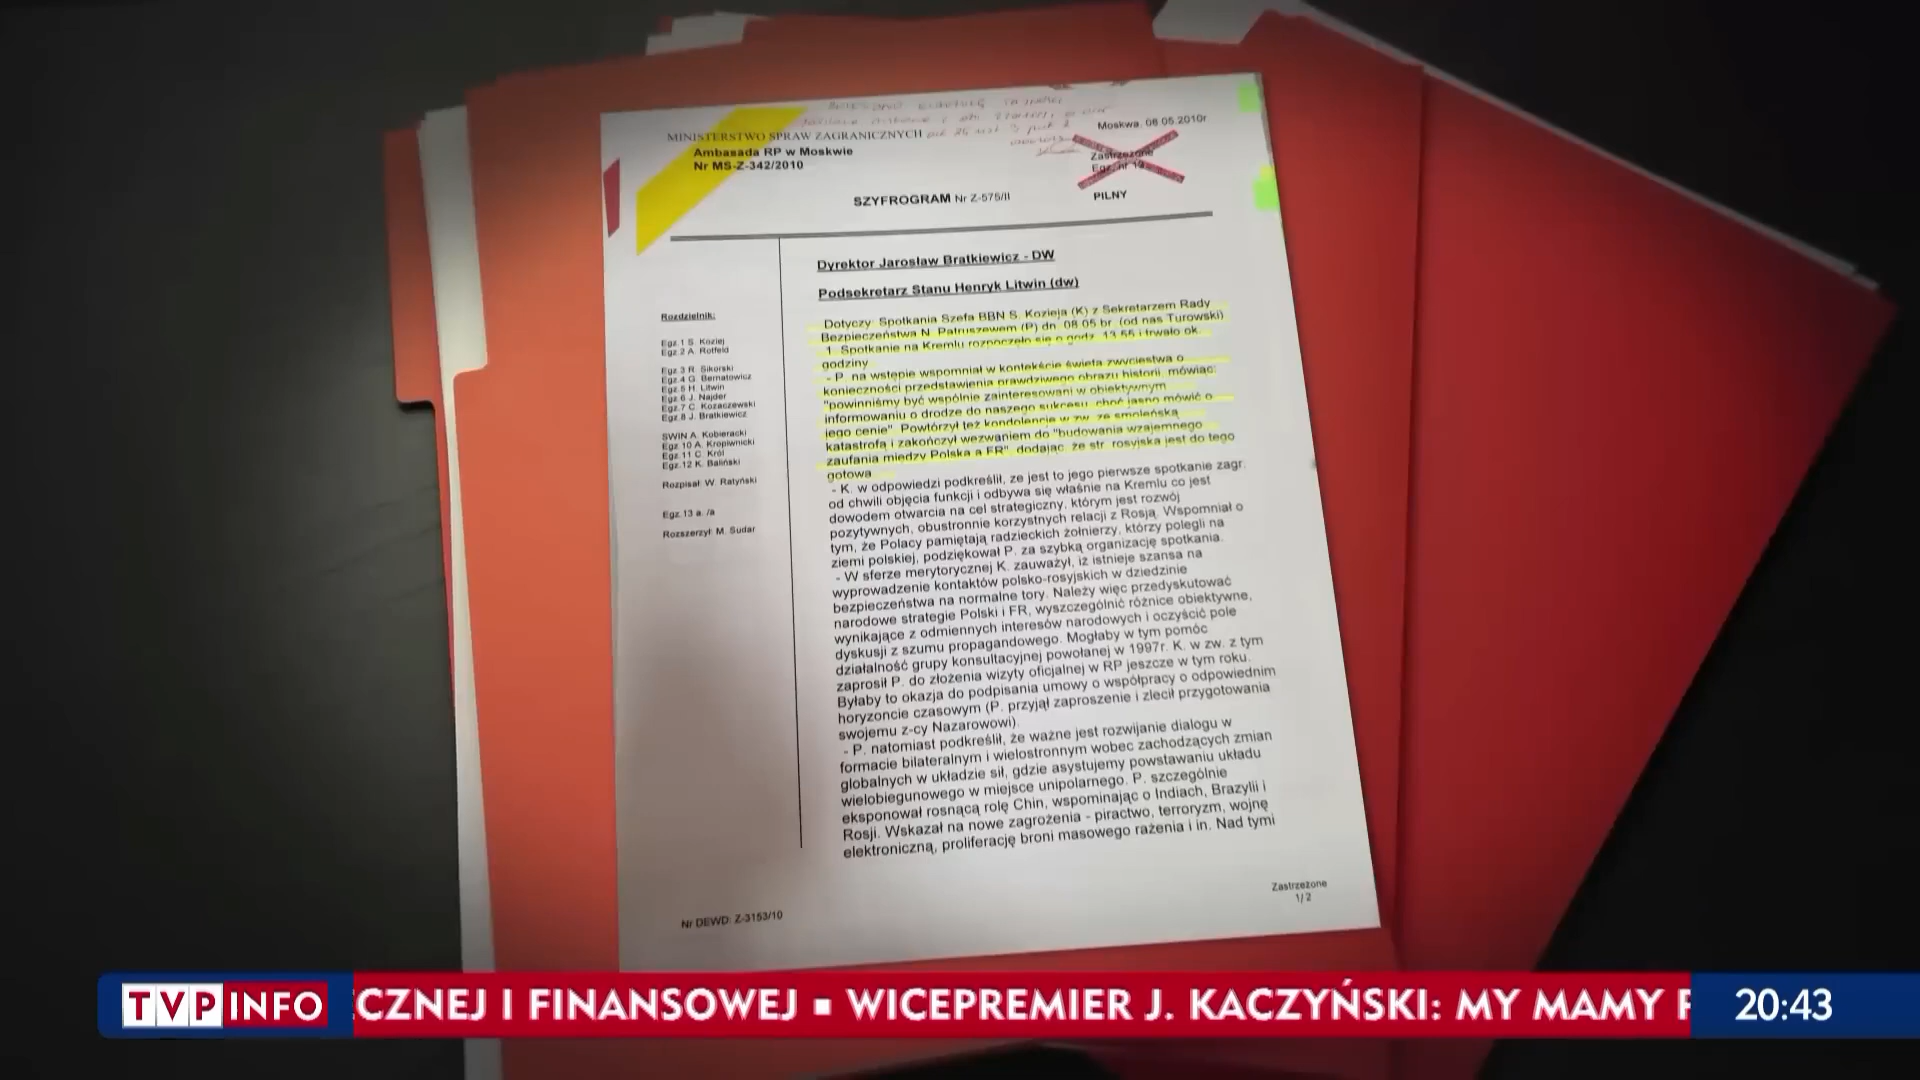 MINISTERSTWO SPRAW ZAGRANICZNYCH
Ambasada RP w Moskwie
Nr MS-Z-342/2010
Moskwa, 08.05.2010r
Zastrzeżone
Egz. nr 13
PILNY
SZYFROGRAM Nr Z-575/II
Dyrektor Jarosław Bratkiewicz - DW
Podsekretarz Stanu Henryk Litwin (dw)
Rozdzielnik:
Egz.1 S. Koziej
Egz.2 A. Rotfeld
Egz.3 R. Sikorski
Egz.4 G. Bernatowicz
Egz.5 H. Litwin
Egz.6 J. Najder
Egz.7 C. Kozaczewski
Egz.8 J. Bratkiewicz
SWIN A. Kobieracki
Egz.10 A. Kropiwnicki
Egz.11 C. Król
Egz.12 K. Baliński
Rozpisał: W. Ratyński
Egz.13 a. /a
Rozszerzył: M. Sudar
Dotyczy: Spotkania Szefa BBN S. Kozieja (K) z Sekretarzem Rady
Bezpieczeństwa N. Patruszewem (P) dn. 08.05 br. (od nas Turowski)
1. Spotkanie na Kremlu rozpoczęło się o godz. 13.55 i trwało ok.
godziny.
- P. na wstępie wspomniał w kontekście święta zwycięstwa o
konieczności przedstawienia prawdziwego obrazu historii, mówiąc:
"powinniśmy być wspólnie zainteresowani w obiektywnym
informowaniu o drodze do naszego sukcesu, choć jasno mówić o
jego cenie". Powtórzył też kondolencje w zw. ze smoleńską
katastrofą i zakończył wezwaniem do "budowania wzajemnego
zaufania miedzy Polska a FR", dodając, że str. rosyjska jest do tego
gotowa.
- K. w odpowiedzi podkreślił, ze jest to jego pierwsze spotkanie zagr.
od chwili objęcia funkcji i odbywa się właśnie na Kremlu co jest
dowodem otwarcia na cel strategiczny, którym jest rozwój
pozytywnych, obustronnie korzystnych relacji z Rosją. Wspomniał o
tym, że Polacy pamiętają radzieckich żołnierzy, którzy polegli na
ziemi polskiej, podziękował P. za szybką organizację spotkania.
- W sferze merytorycznej K. zauważył, iż istnieje szansa na
wyprowadzenie kontaktów polsko-rosyjskich w dziedzinie
bezpieczeństwa na normalne tory. Należy więc przedyskutować
narodowe strategie Polski i FR, wyszczególnić różnice obiektywne,
wynikające z odmiennych interesów narodowych i oczyścić pole
dyskusji z szumu propagandowego. Mogłaby w tym pomóc
działalność grupy konsultacyjnej powołanej w 1997r. K. w zw. z tym
zaprosił P. do złożenia wizyty oficjalnej w RP jeszcze w tym roku.
Byłaby to okazja do podpisania umowy o współpracy o odpowiednim
horyzoncie czasowym (P. przyjął zaproszenie i zlecił przygotowania
swojemu z-cy Nazarowowi).
- P. natomiast podkreślił, że ważne jest rozwijanie dialogu w
formacie bilateralnym i wielostronnym wobec zachodzących zmian
globalnych w układzie sił, gdzie asystujemy powstawaniu układu
wielobiegunowego w miejsce unipolarnego. P. szczególnie
eksponował rosnącą rolę Chin, wspominając o Indiach, Brazylii i
Rosji. Wskazał na nowe zagrożenia - piractwo, terroryzm, wojnę
elektroniczną, proliferację broni masowego rażenia i in. Nad tymi
Zastrzeżone
1/2
Nr DEWD: Z-3153/10
TVP INFO
CZNEJ I FINANSOWEJ ▪ WICEPREMIER J. KACZYŃSKI: MY MAMY
20:43